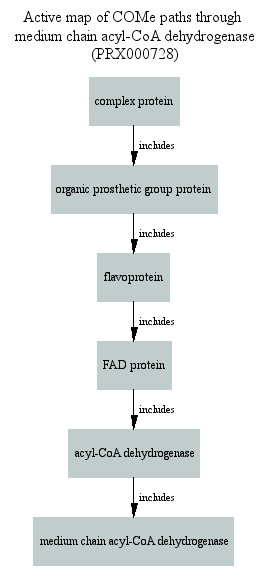 Active map of COMe paths through
medium chain acyl-CoA dehydrogenase
(PRX000728)
complex protein
includes
organic prosthetic group protein
includes
flavoprotein
includes
FAD protein
includes
acyl-CoA dehydrogenase
includes
medium chain acyl-CoA dehydrogenase